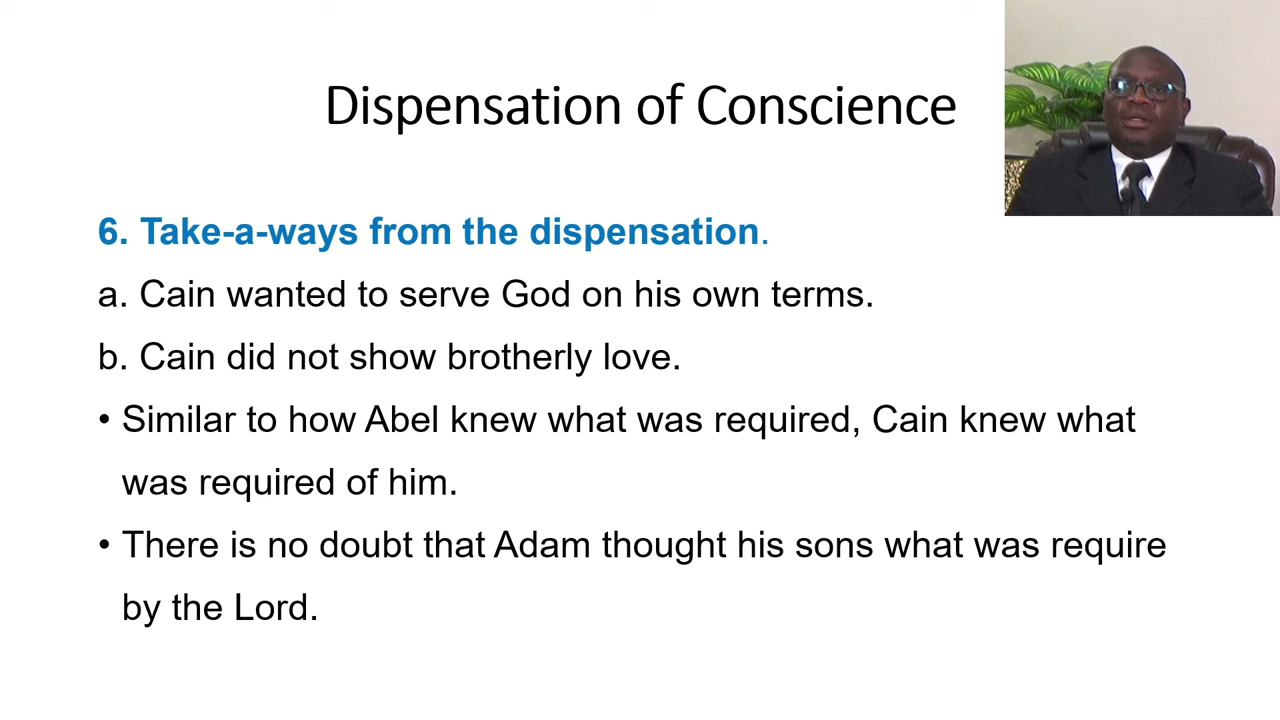 Dispensation of Conscience
6. Take-a-ways from the dispensation.
a. Cain wanted to serve God on his own terms.
b. Cain did not show brotherly love.
• Similar to how Abel knew what was required, Cain knew what
was required of him.
• There is no doubt that Adam thought his sons what was require
by the Lord.